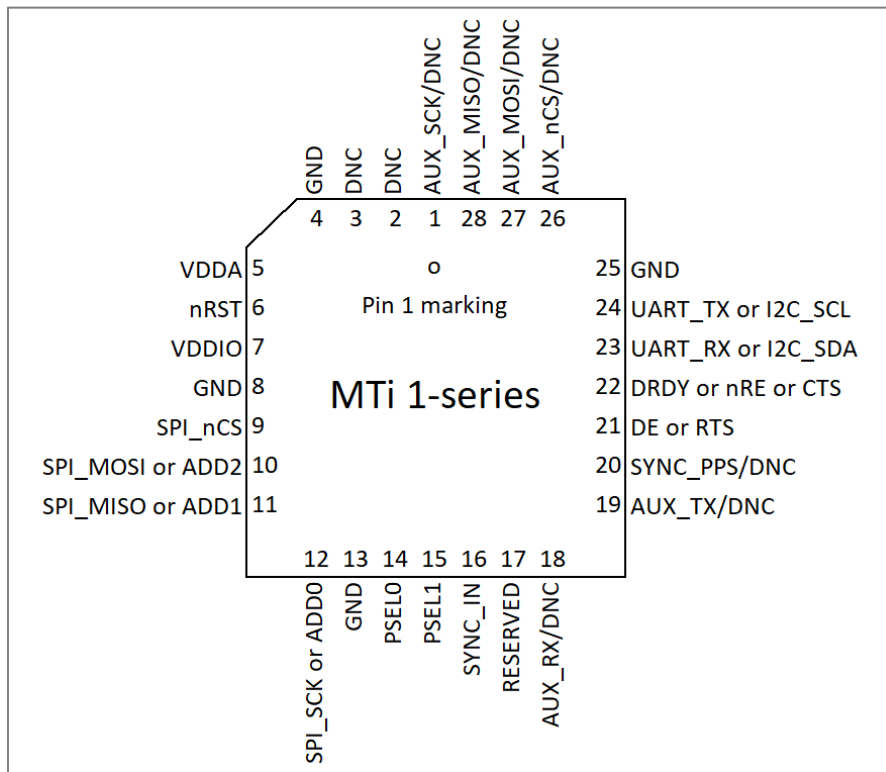 GND
DNC
DNC
AUX_SCK/DNC
AUX_MISO/DNC
AUX_MOSI/DNC
AUX_nCS/DNC
4 3 2 1 28 27 26
VDDA 5 o 25 GND
nRST 6 Pin 1 marking 24 UART_TX or I2C_SCL
VDDIO 7 23 UART_RX or I2C_SDA
GND 8 MTi 1-series 22 DRDY or nRE or CTS
SPI_nCS 9 21 DE or RTS
SPI_MOSI or ADD2 10 20 SYNC_PPS/DNC
SPI_MISO or ADD1 11 19 AUX_TX/DNC
12 13 14 15 16 17 18
SPI_SCK or ADD0
GND
PSEL0
PSEL1
SYNC_IN
RESERVED
AUX_RX/DNC